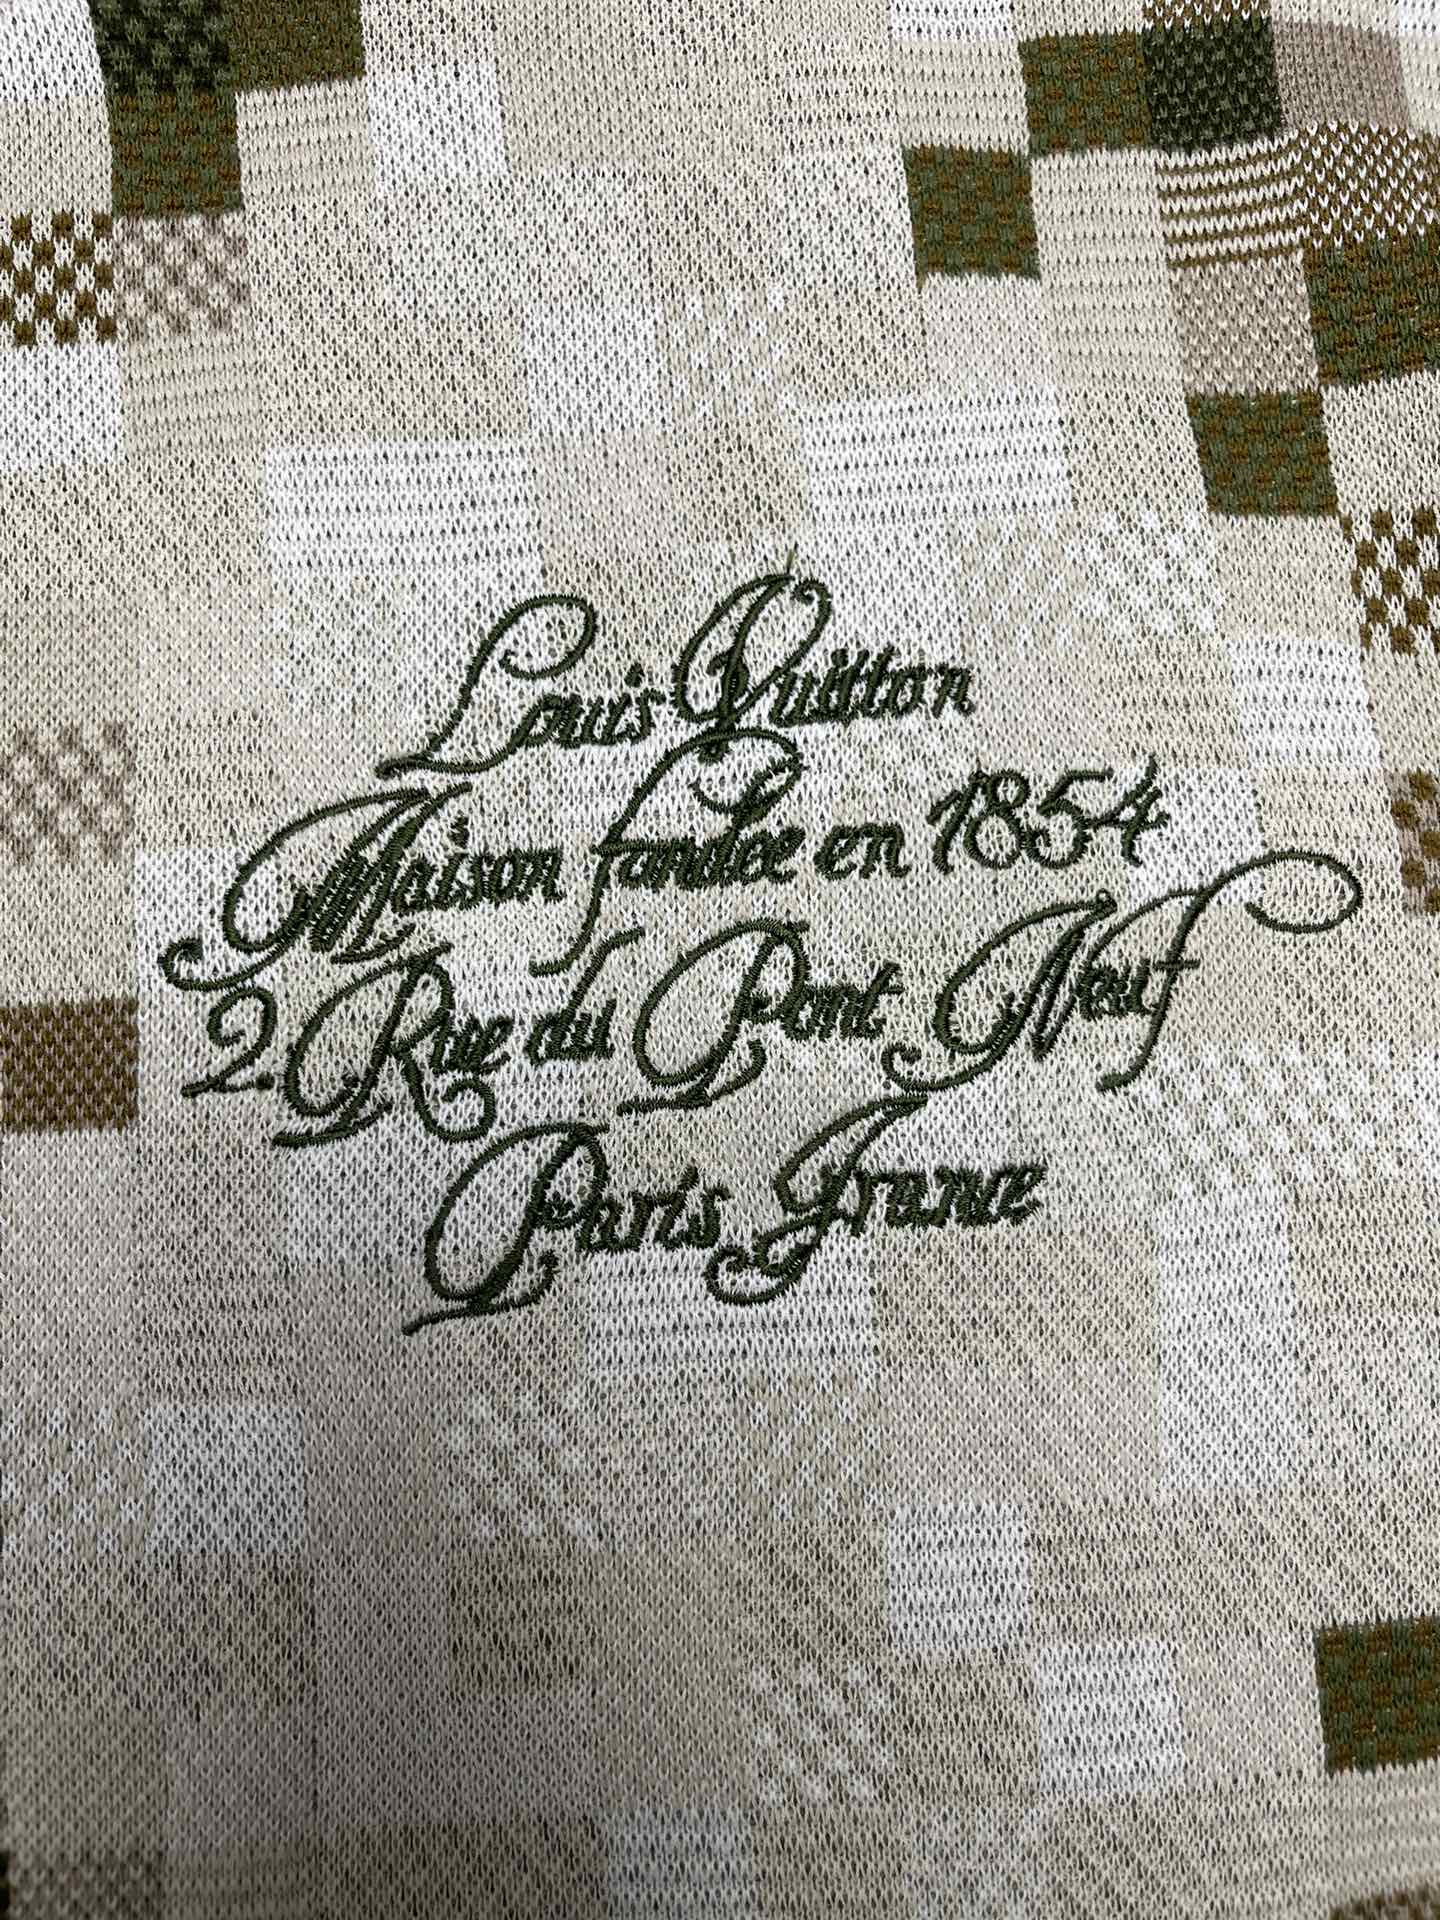 Louis Vuitton
Maison fondée en 1854
2 Rue du Pont Neuf
Paris France